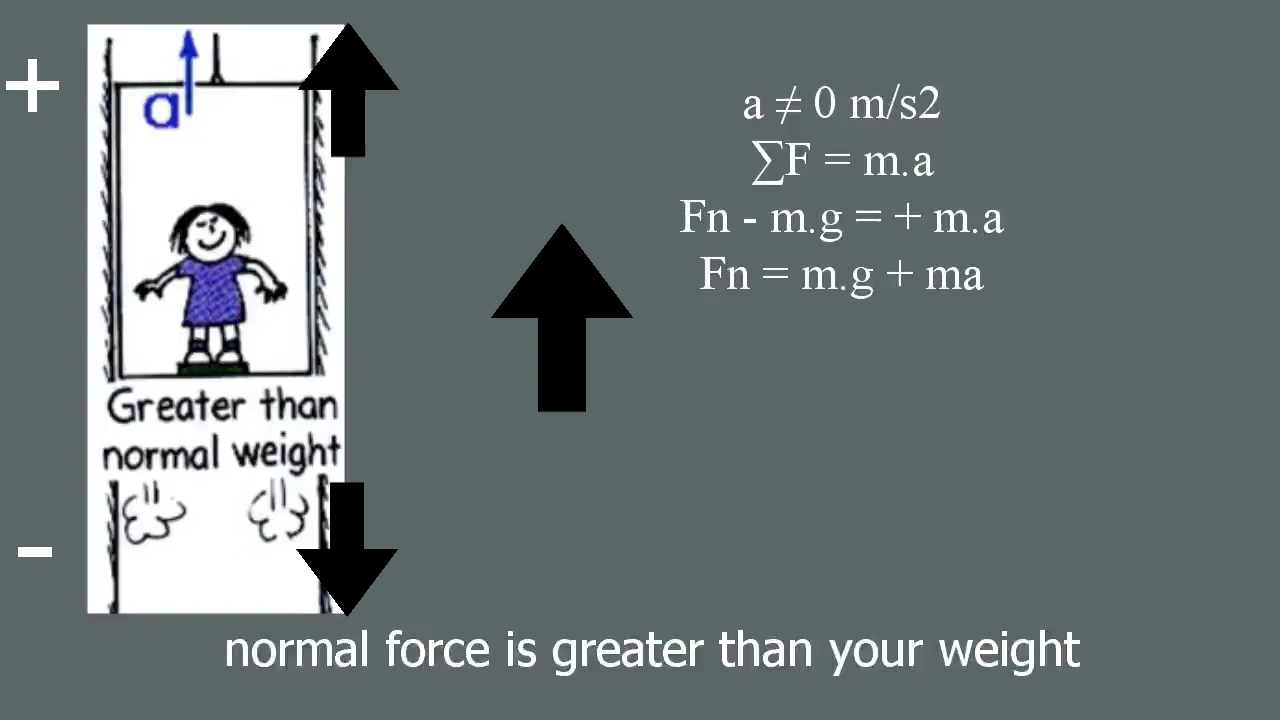 +
a
Greater than
normal weight
-
a ≠ 0 m/s2
∑F = m.a
Fn - m.g = + m.a
Fn = m.g + ma
normal force is greater than your weight